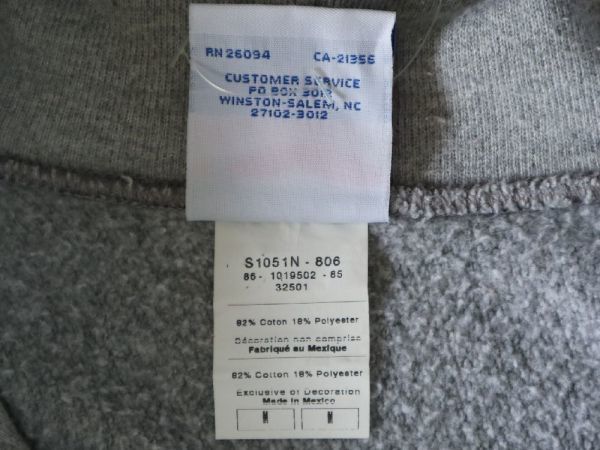 RN 26094 CA-21355
CUSTOMER SERVICE
PO BOX 3012
WINSTON-SALEM, NC
27102-3012
S1051N - 806
86- 1019502 -85
32501
82% Coton 18% Polyester
Décoration non comprise
Fabriqué au Mexique
82% Cotton 18% Polyester
Exclusive of Decoration
Made in Mexico
M M